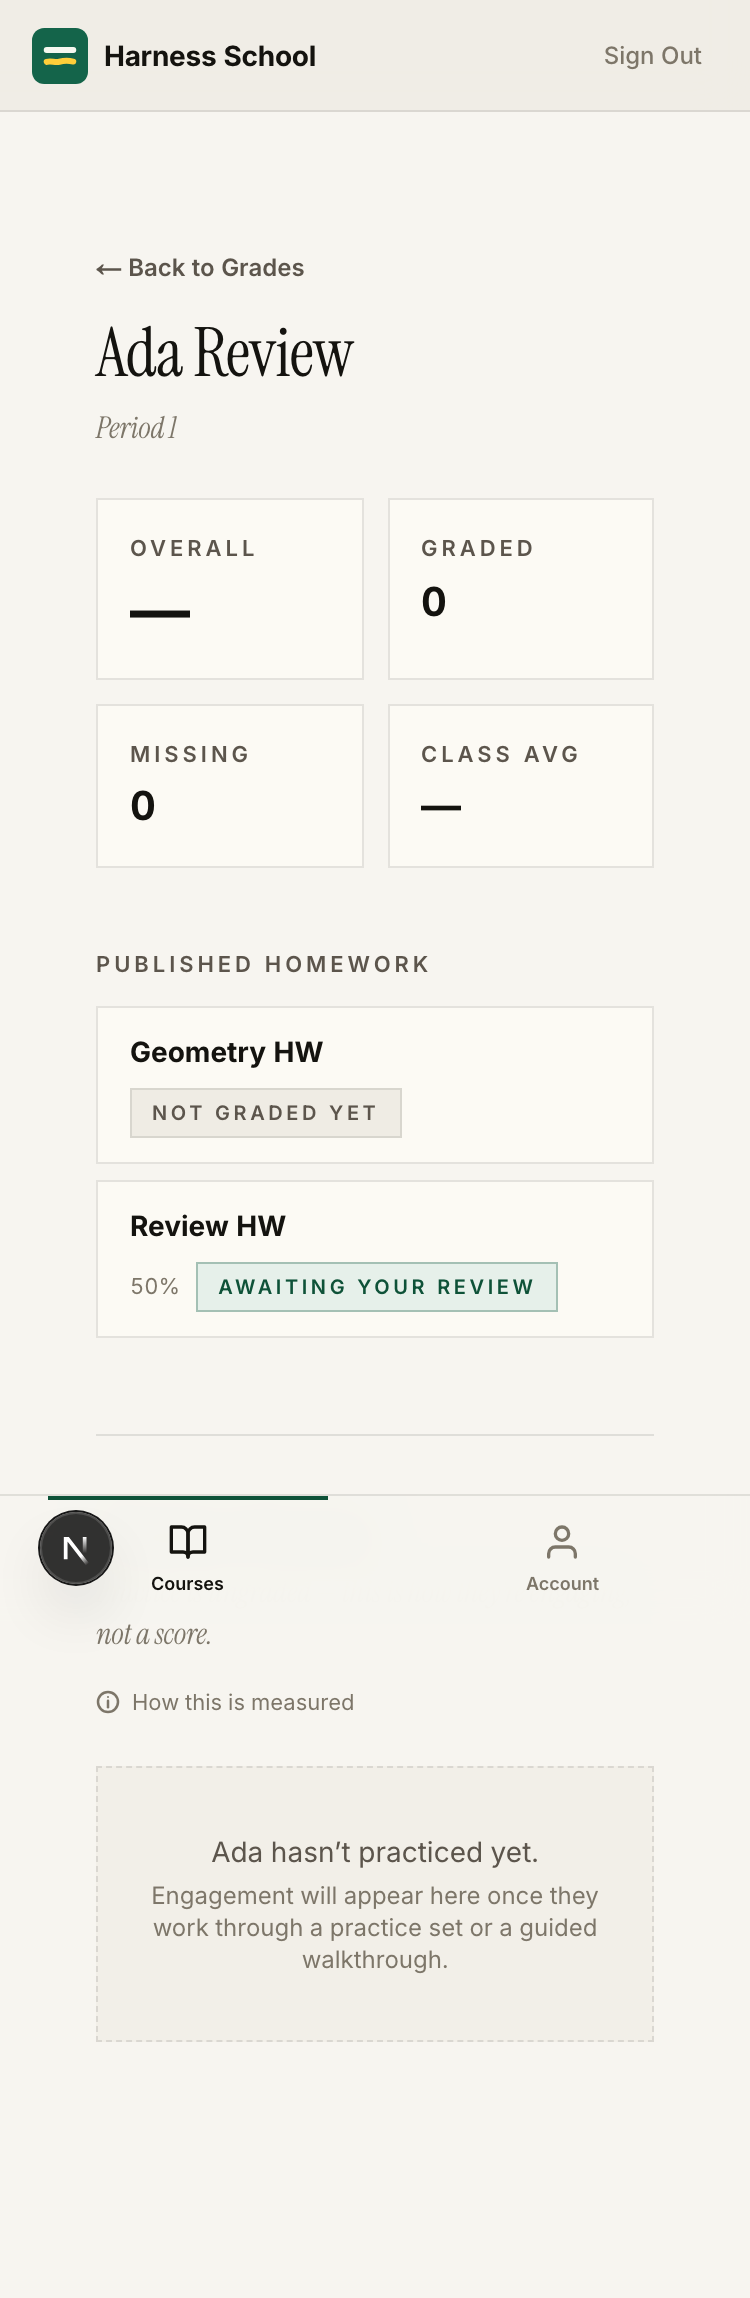 Harness School
Sign Out
← Back to Grades
Ada Review
Period 1
OVERALL
—
GRADED
0
MISSING
0
CLASS AVG
—
PUBLISHED HOMEWORK
Geometry HW
NOT GRADED YET
Review HW
50% AWAITING YOUR REVIEW
N
Courses
Account
not a score.
How this is measured
Ada hasn’t practiced yet.
Engagement will appear here once they
work through a practice set or a guided
walkthrough.